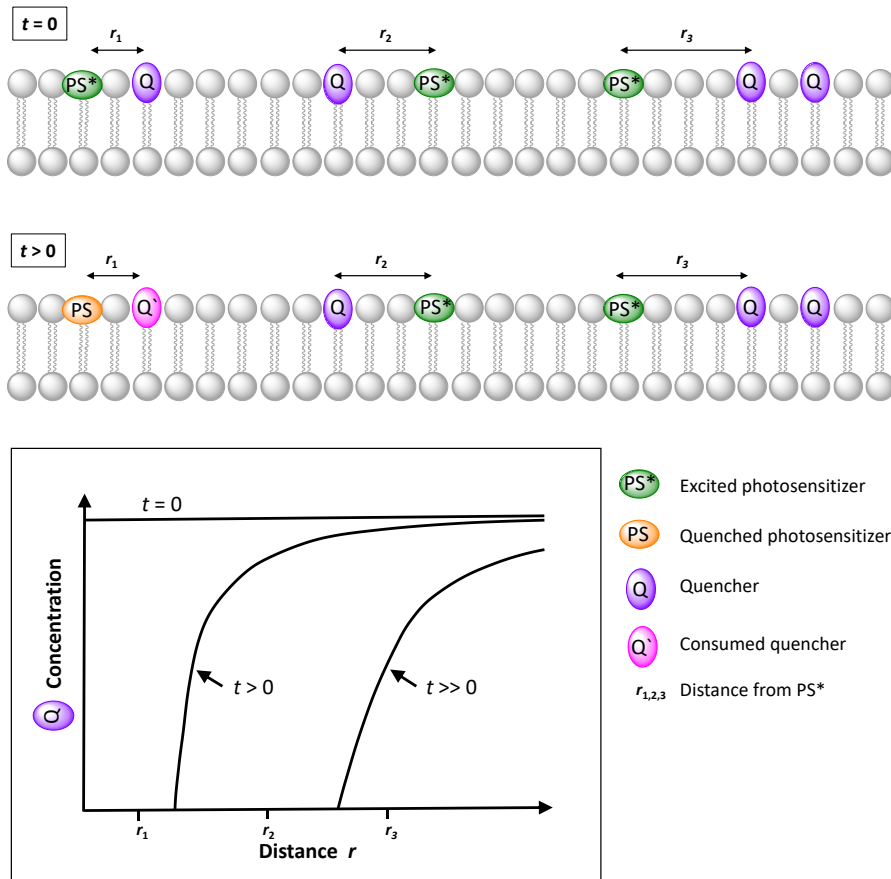 t = 0
r1 r2 r3
PS* Q Q PS* PS* Q Q
t > 0
r1 r2 r3
PS Q` Q PS* PS* Q Q
t = 0
t > 0
t >> 0
Q Concentration
r1 r2 r3
Distance r
PS* Excited photosensitizer
PS Quenched photosensitizer
Q Quencher
Q` Consumed quencher
r1,2,3 Distance from PS*